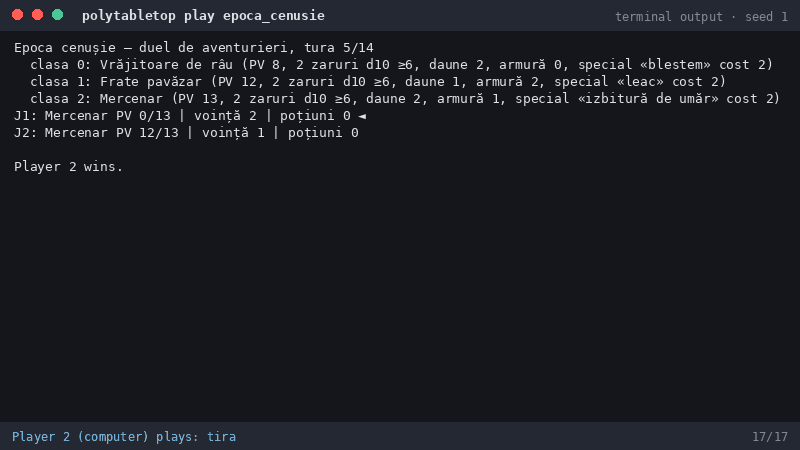 polytabletop play epoca_cenusie
terminal output · seed 1
Epoca cenușie — duel de aventurieri, tura 5/14
clasa 0: Vrăjitoare de râu (PV 8, 2 zaruri d10 ≥6, daune 2, armură 0, special «blestem» cost 2)
clasa 1: Frate pavăzar (PV 12, 2 zaruri d10 ≥6, daune 1, armură 2, special «leac» cost 2)
clasa 2: Mercenar (PV 13, 2 zaruri d10 ≥6, daune 2, armură 1, special «izbitură de umăr» cost 2)
J1: Mercenar PV 0/13 | voință 2 | poțiuni 0 ◄
J2: Mercenar PV 12/13 | voință 1 | poțiuni 0
Player 2 wins.
Player 2 (computer) plays: tira
17/17